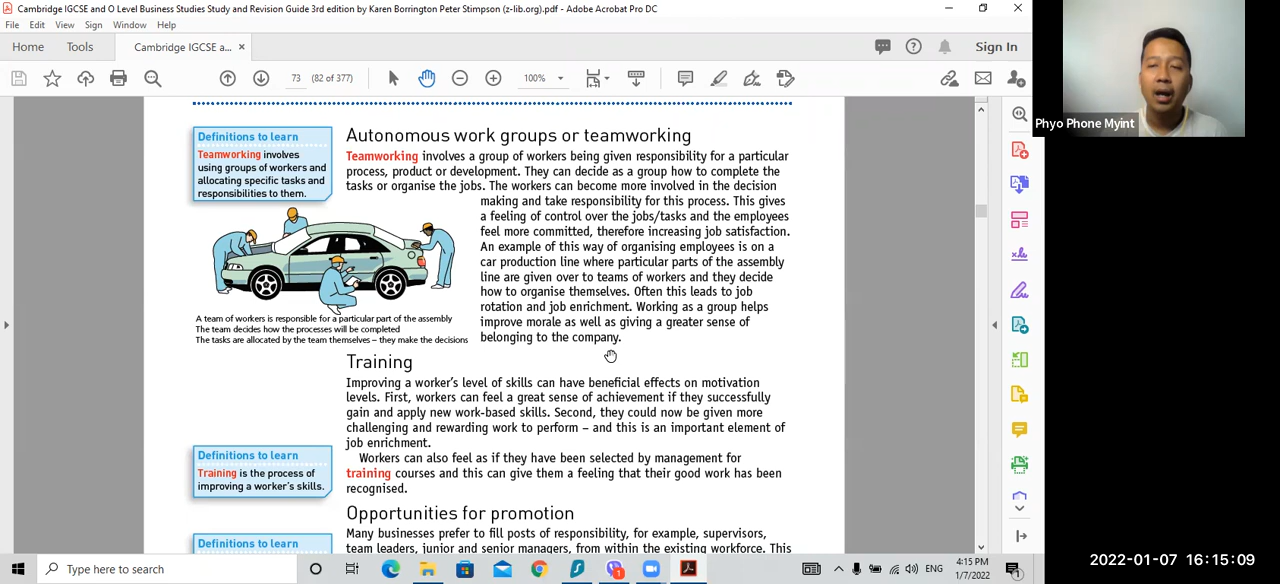 Cambridge IGCSE and O Level Business Studies Study and Revision Guide 3rd edition by Karen Borrington Peter Stimpson (z-lib.org).pdf - Adobe Acrobat Pro DC
File Edit View Sign Window Help
Home Tools Cambridge IGCSE a... × Sign In
73 (82 of 377) 100%
Phyo Phone Myint
Definitions to learn
Teamworking involves
using groups of workers and
allocating specific tasks and
responsibilities to them.
Autonomous work groups or teamworking
Teamworking involves a group of workers being given responsibility for a particular
process, product or development. They can decide as a group how to complete the
tasks or organise the jobs. The workers can become more involved in the decision
making and take responsibility for this process. This gives
a feeling of control over the jobs/tasks and the employees
feel more committed, therefore increasing job satisfaction.
An example of this way of organising employees is on a
car production line where particular parts of the assembly
line are given over to teams of workers and they decide
how to organise themselves. Often this leads to job
rotation and job enrichment. Working as a group helps
improve morale as well as giving a greater sense of
belonging to the company.
A team of workers is responsible for a particular part of the assembly
The team decides how the processes will be completed
The tasks are allocated by the team themselves – they make the decisions
Training
Improving a worker's level of skills can have beneficial effects on motivation
levels. First, workers can feel a great sense of achievement if they successfully
gain and apply new work-based skills. Second, they could now be given more
challenging and rewarding work to perform – and this is an important element of
job enrichment.
Workers can also feel as if they have been selected by management for
training courses and this can give them a feeling that their good work has been
recognised.
Definitions to learn
Training is the process of
improving a worker's skills.
Opportunities for promotion
Many businesses prefer to fill posts of responsibility, for example, supervisors,
team leaders, junior and senior managers, from within the existing workforce. This
Definitions to learn
Type here to search
ENG
4:15 PM
1/7/2022
2022-01-07 16:15:09